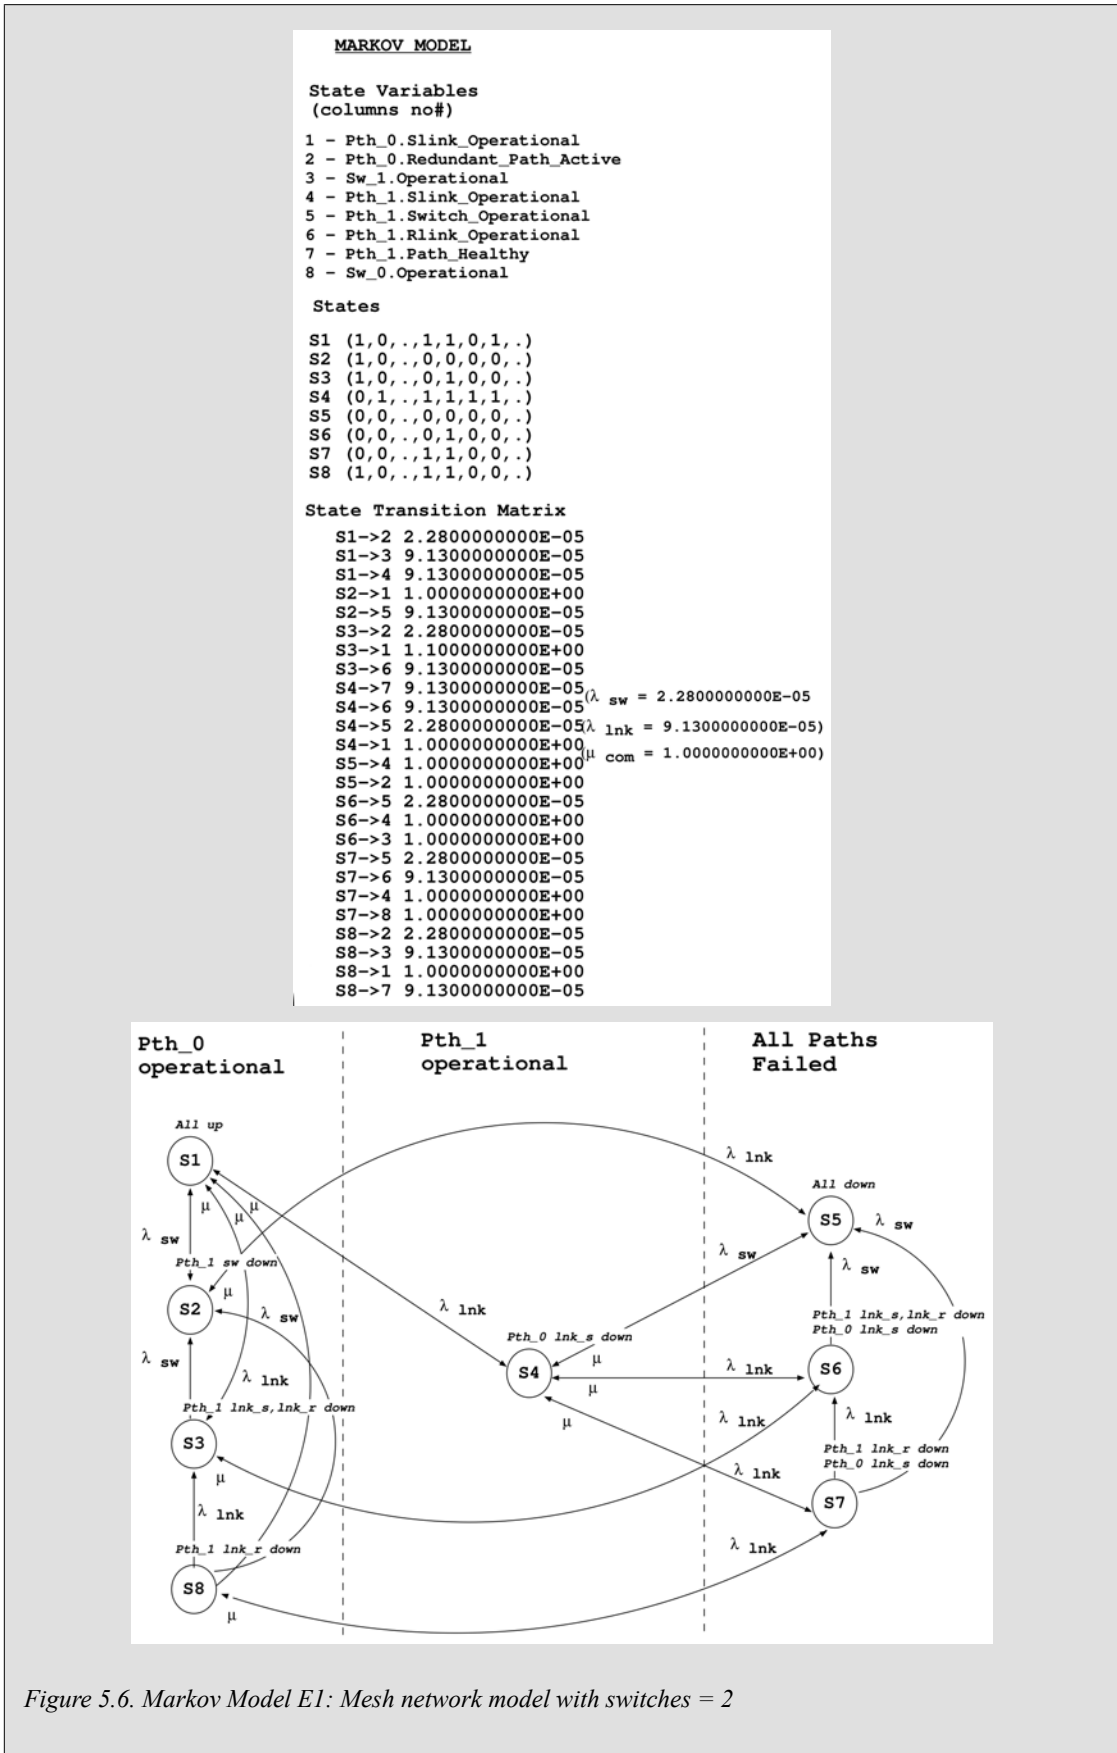 MARKOV MODEL
State Variables
(columns no#)
1 - Pth_0.Slink_Operational
2 - Pth_0.Redundant_Path_Active
3 - Sw_1.Operational
4 - Pth_1.Slink_Operational
5 - Pth_1.Switch_Operational
6 - Pth_1.Rlink_Operational
7 - Pth_1.Path_Healthy
8 - Sw_0.Operational
States
S1 (1,0,.,1,1,0,1,.)
S2 (1,0,.,0,0,0,0,.)
S3 (1,0,.,0,1,0,0,.)
S4 (0,1,.,1,1,1,1,.)
S5 (0,0,.,0,0,0,0,.)
S6 (0,0,.,0,1,0,0,.)
S7 (0,0,.,1,1,0,0,.)
S8 (1,0,.,1,1,0,0,.)
State Transition Matrix
S1->2 2.2800000000E-05
S1->3 9.1300000000E-05
S1->4 9.1300000000E-05
S2->1 1.0000000000E+00
S2->5 9.1300000000E-05
S3->2 2.2800000000E-05
S3->1 1.1000000000E+00
S3->6 9.1300000000E-05
S4->7 9.1300000000E-05
(λ sw = 2.2800000000E-05
S4->6 9.1300000000E-05
S4->5 2.2800000000E-05
(λ lnk = 9.1300000000E-05)
S4->1 1.0000000000E+00
(μ com = 1.0000000000E+00)
S5->4 1.0000000000E+00
S5->2 1.0000000000E+00
S6->5 2.2800000000E-05
S6->4 1.0000000000E+00
S6->3 1.0000000000E+00
S7->5 2.2800000000E-05
S7->6 9.1300000000E-05
S7->4 1.0000000000E+00
S7->8 1.0000000000E+00
S8->2 2.2800000000E-05
S8->3 9.1300000000E-05
S8->1 1.0000000000E+00
S8->7 9.1300000000E-05
Pth_0
operational
Pth_1
operational
All Paths
Failed
All up
S1
λ lnk
All down
μ
μ
μ
S5
λ sw
λ sw
λ sw
Pth_1 sw down
λ sw
μ
S2
λ sw
λ lnk
Pth_1 lnk_s,lnk_r down
Pth_0 lnk_s down
Pth_0 lnk_s down
λ sw
μ
S4
λ lnk
S6
λ lnk
μ
Pth_1 lnk_s,lnk_r down
μ
λ lnk
λ lnk
S3
Pth_1 lnk_r down
Pth_0 lnk_s down
μ
λ lnk
λ lnk
S7
Pth_1 lnk_r down
λ lnk
S8
μ
Figure 5.6. Markov Model E1: Mesh network model with switches = 2